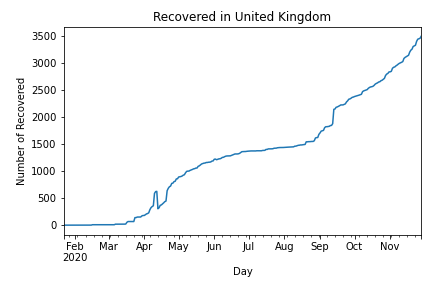 Recovered in United Kingdom
3500
3000
2500
2000
1500
1000
500
0
Number of Recovered
Feb Mar Apr May Jun Jul Aug Sep Oct Nov
2020
Day